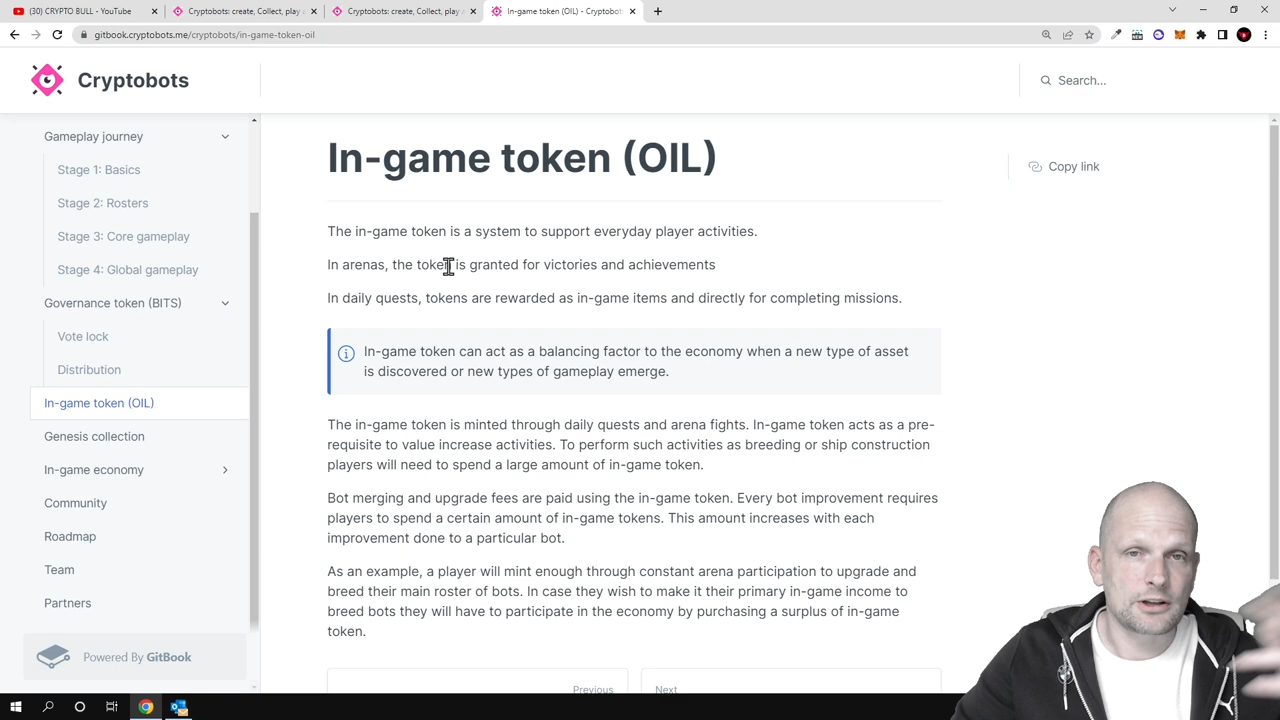 (30) CRYPTO BULL - YouTube
Cryptobots: create, Collect, play a
Cryptobots: create, Collect, play a
In-game token (OIL) - Cryptobots
gitbook.cryptobots.me/cryptobots/in-game-token-oil
Cryptobots
Search...
Gameplay journey
Stage 1: Basics
Stage 2: Rosters
Stage 3: Core gameplay
Stage 4: Global gameplay
Governance token (BITS)
Vote lock
Distribution
In-game token (OIL)
Genesis collection
In-game economy
Community
Roadmap
Team
Partners
Powered By GitBook
In-game token (OIL)
Copy link
The in-game token is a system to support everyday player activities.
In arenas, the token is granted for victories and achievements
In daily quests, tokens are rewarded as in-game items and directly for completing missions.
In-game token can act as a balancing factor to the economy when a new type of asset
is discovered or new types of gameplay emerge.
The in-game token is minted through daily quests and arena fights. In-game token acts as a pre-
requisite to value increase activities. To perform such activities as breeding or ship construction
players will need to spend a large amount of in-game token.
Bot merging and upgrade fees are paid using the in-game token. Every bot improvement requires
players to spend a certain amount of in-game tokens. This amount increases with each
improvement done to a particular bot.
As an example, a player will mint enough through constant arena participation to upgrade and
breed their main roster of bots. In case they wish to make it their primary in-game income to
breed bots they will have to participate in the economy by purchasing a surplus of in-game
token.
Previous
Next